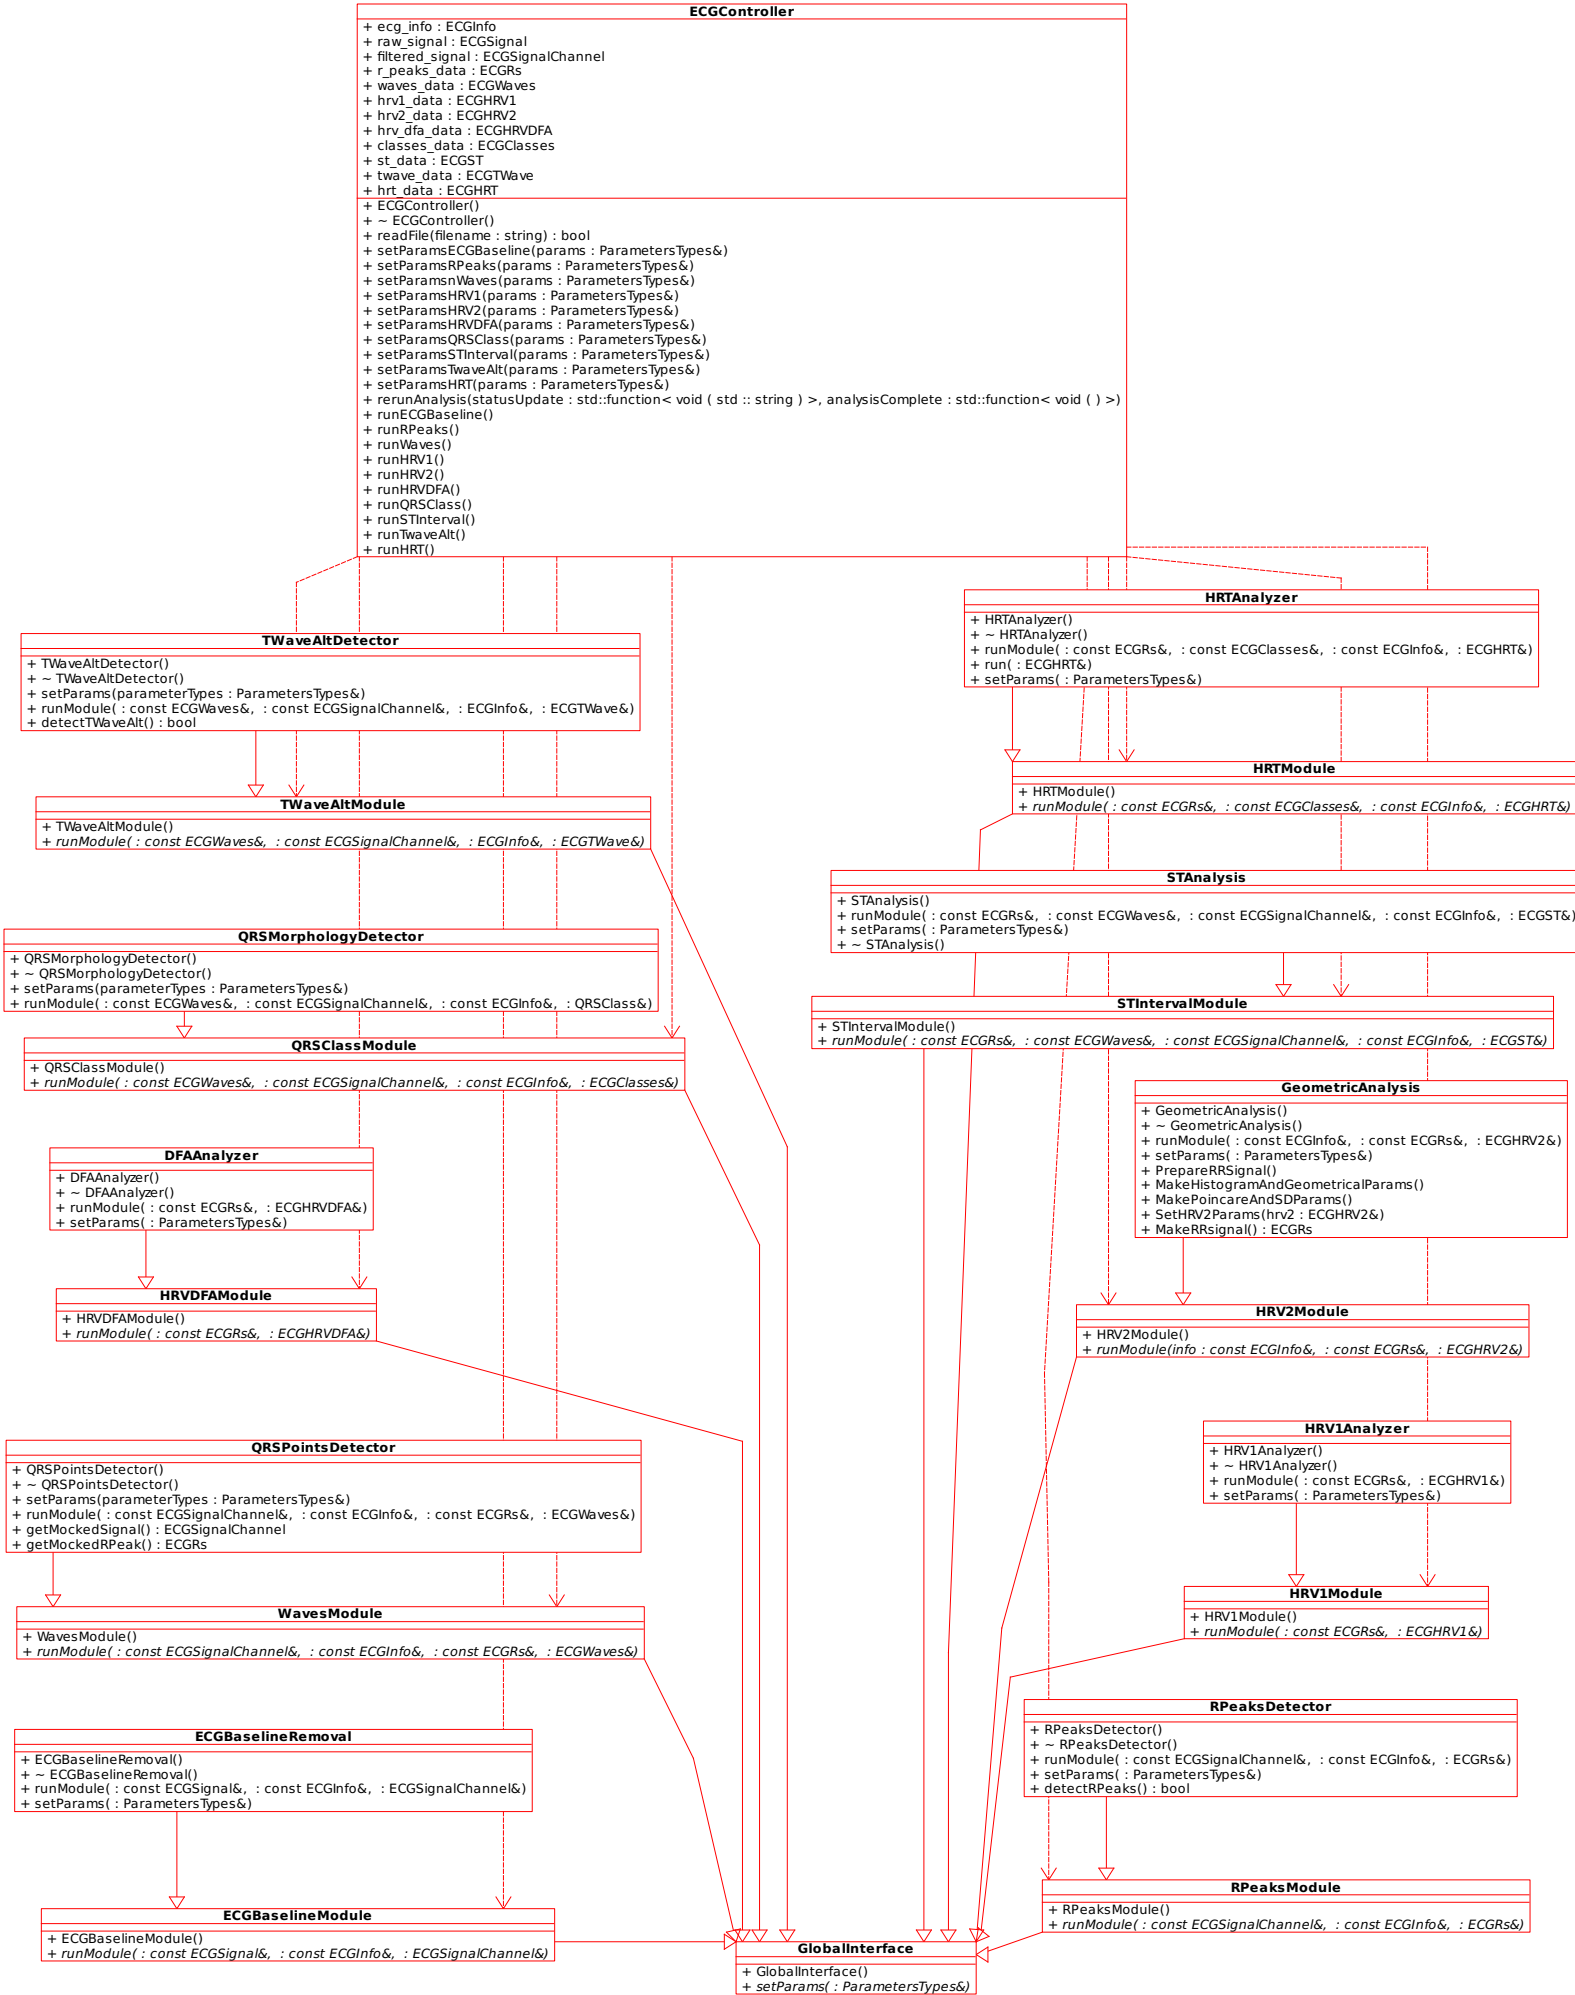 ECGController
+ ecg_info : ECGInfo
+ raw_signal : ECGSignal
+ filtered_signal : ECGSignalChannel
+ r_peaks_data : ECGRs
+ waves_data : ECGWaves
+ hrv1_data : ECGHRV1
+ hrv2_data : ECGHRV2
+ hrv_dfa_data : ECGHRVDFA
+ classes_data : ECGClasses
+ st_data : ECGST
+ twave_data : ECGTWave
+ hrt_data : ECGHRT
+ ECGController()
+ ~ ECGController()
+ readFile(filename : string) : bool
+ setParamsECGBaseline(params : ParametersTypes&)
+ setParamsRPeaks(params : ParametersTypes&)
+ setParamsnWaves(params : ParametersTypes&)
+ setParamsHRV1(params : ParametersTypes&)
+ setParamsHRV2(params : ParametersTypes&)
+ setParamsHRVDFA(params : ParametersTypes&)
+ setParamsQRSClass(params : ParametersTypes&)
+ setParamsSTInterval(params : ParametersTypes&)
+ setParamsTwaveAlt(params : ParametersTypes&)
+ setParamsHRT(params : ParametersTypes&)
+ rerunAnalysis(statusUpdate : std::function< void ( std :: string ) >, analysisComplete : std::function< void ( ) >)
+ runECGBaseline()
+ runRPeaks()
+ runWaves()
+ runHRV1()
+ runHRV2()
+ runHRVDFA()
+ runQRSClass()
+ runSTInterval()
+ runTwaveAlt()
+ runHRT()
TWaveAltDetector
+ TWaveAltDetector()
+ ~ TWaveAltDetector()
+ setParams(parameterTypes : ParametersTypes&)
+ runModule( : const ECGWaves&, : const ECGSignalChannel&, : ECGInfo&, : ECGTWave&)
+ detectTWaveAlt() : bool
TWaveAltModule
+ TWaveAltModule()
+ runModule( : const ECGWaves&, : const ECGSignalChannel&, : ECGInfo&, : ECGTWave&)
QRSMorphologyDetector
+ QRSMorphologyDetector()
+ ~ QRSMorphologyDetector()
+ setParams(parameterTypes : ParametersTypes&)
+ runModule( : const ECGWaves&, : const ECGSignalChannel&, : const ECGInfo&, : QRSClass&)
QRSClassModule
+ QRSClassModule()
+ runModule( : const ECGWaves&, : const ECGSignalChannel&, : const ECGInfo&, : ECGClasses&)
DFAAnalyzer
+ DFAAnalyzer()
+ ~ DFAAnalyzer()
+ runModule( : const ECGRs&, : ECGHRVDFA&)
+ setParams( : ParametersTypes&)
HRVDFAModule
+ HRVDFAModule()
+ runModule( : const ECGRs&, : ECGHRVDFA&)
QRSPointsDetector
+ QRSPointsDetector()
+ ~ QRSPointsDetector()
+ setParams(parameterTypes : ParametersTypes&)
+ runModule( : const ECGSignalChannel&, : const ECGInfo&, : const ECGRs&, : ECGWaves&)
+ getMockedSignal() : ECGSignalChannel
+ getMockedRPeak() : ECGRs
WavesModule
+ WavesModule()
+ runModule( : const ECGSignalChannel&, : const ECGInfo&, : const ECGRs&, : ECGWaves&)
ECGBaselineRemoval
+ ECGBaselineRemoval()
+ ~ ECGBaselineRemoval()
+ runModule( : const ECGSignal&, : const ECGInfo&, : ECGSignalChannel&)
+ setParams( : ParametersTypes&)
ECGBaselineModule
+ ECGBaselineModule()
+ runModule( : const ECGSignal&, : const ECGInfo&, : ECGSignalChannel&)
HRTAnalyzer
+ HRTAnalyzer()
+ ~ HRTAnalyzer()
+ runModule( : const ECGRs&, : const ECGClasses&, : const ECGInfo&, : ECGHRT&)
+ run( : ECGHRT&)
+ setParams( : ParametersTypes&)
HRTModule
+ HRTModule()
+ runModule( : const ECGRs&, : const ECGClasses&, : const ECGInfo&, : ECGHRT&)
STAnalysis
+ STAnalysis()
+ runModule( : const ECGRs&, : const ECGWaves&, : const ECGSignalChannel&, : const ECGInfo&, : ECGST&)
+ setParams( : ParametersTypes&)
+ ~ STAnalysis()
STIntervalModule
+ STIntervalModule()
+ runModule( : const ECGRs&, : const ECGWaves&, : const ECGSignalChannel&, : const ECGInfo&, : ECGST&)
GeometricAnalysis
+ GeometricAnalysis()
+ ~ GeometricAnalysis()
+ runModule( : const ECGInfo&, : const ECGRs&, : ECGHRV2&)
+ setParams( : ParametersTypes&)
+ PrepareRRSignal()
+ MakeHistogramAndGeometricalParams()
+ MakePoincareAndSDParams()
+ SetHRV2Params(hrv2 : ECGHRV2&)
+ MakeRRsignal() : ECGRs
HRV2Module
+ HRV2Module()
+ runModule(info : const ECGInfo&, : const ECGRs&, : ECGHRV2&)
HRV1Analyzer
+ HRV1Analyzer()
+ ~ HRV1Analyzer()
+ runModule( : const ECGRs&, : ECGHRV1&)
+ setParams( : ParametersTypes&)
HRV1Module
+ HRV1Module()
+ runModule( : const ECGRs&, : ECGHRV1&)
RPeaksDetector
+ RPeaksDetector()
+ ~ RPeaksDetector()
+ runModule( : const ECGSignalChannel&, : const ECGInfo&, : ECGRs&)
+ setParams( : ParametersTypes&)
+ detectRPeaks() : bool
RPeaksModule
+ RPeaksModule()
+ runModule( : const ECGSignalChannel&, : const ECGInfo&, : ECGRs&)
GlobalInterface
+ GlobalInterface()
+ setParams( : ParametersTypes&)